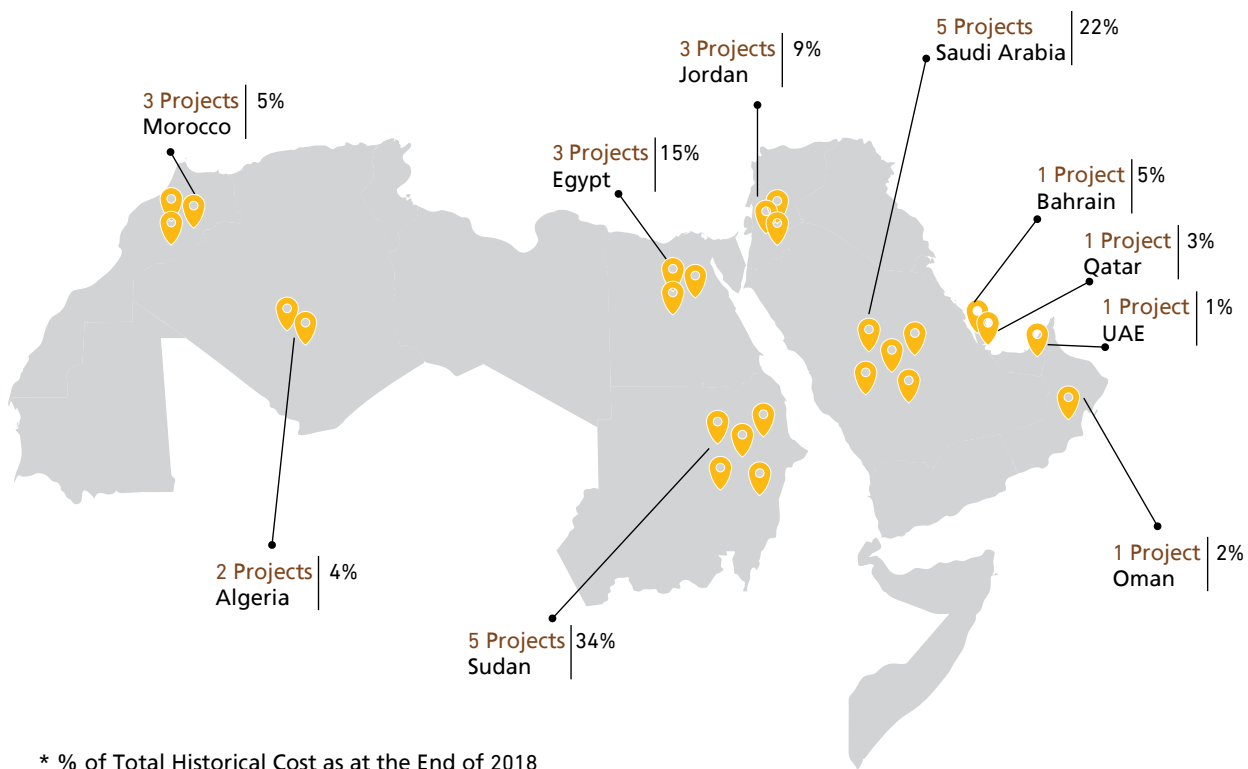 5 Projects 22%
Saudi Arabia
3 Projects 9%
Jordan
3 Projects 5%
Morocco
3 Projects 15%
Egypt
1 Project 5%
Bahrain
1 Project 3%
Qatar
1 Project 1%
UAE
1 Project 2%
Oman
2 Projects 4%
Algeria
5 Projects 34%
Sudan
* % of Total Historical Cost as at the End of 2018